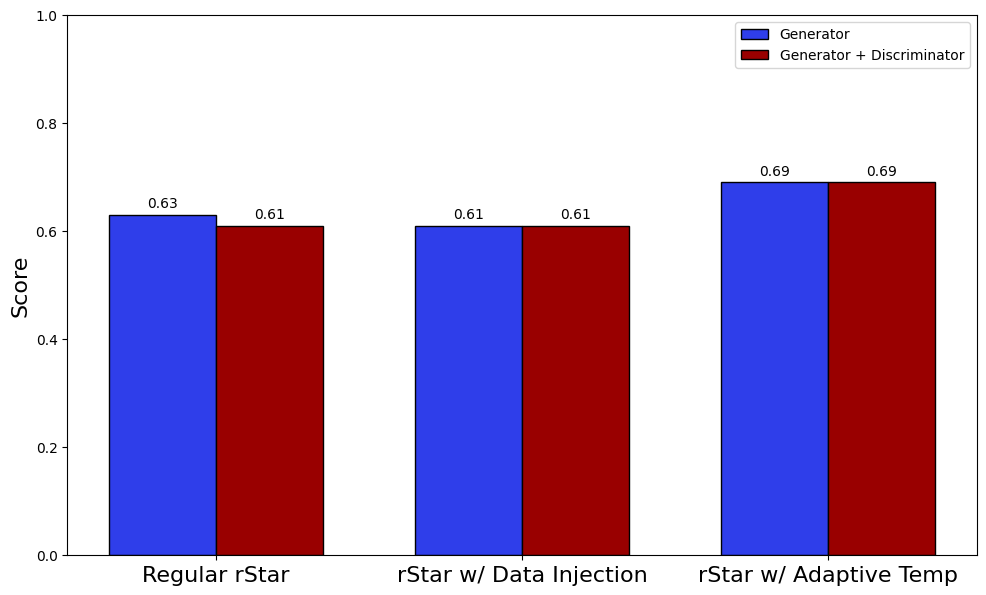 1.0
0.8
0.6
0.4
0.2
0.0
Score
Generator
Generator + Discriminator
0.63
0.61
0.61
0.61
0.69
0.69
Regular rStar
rStar w/ Data Injection
rStar w/ Adaptive Temp